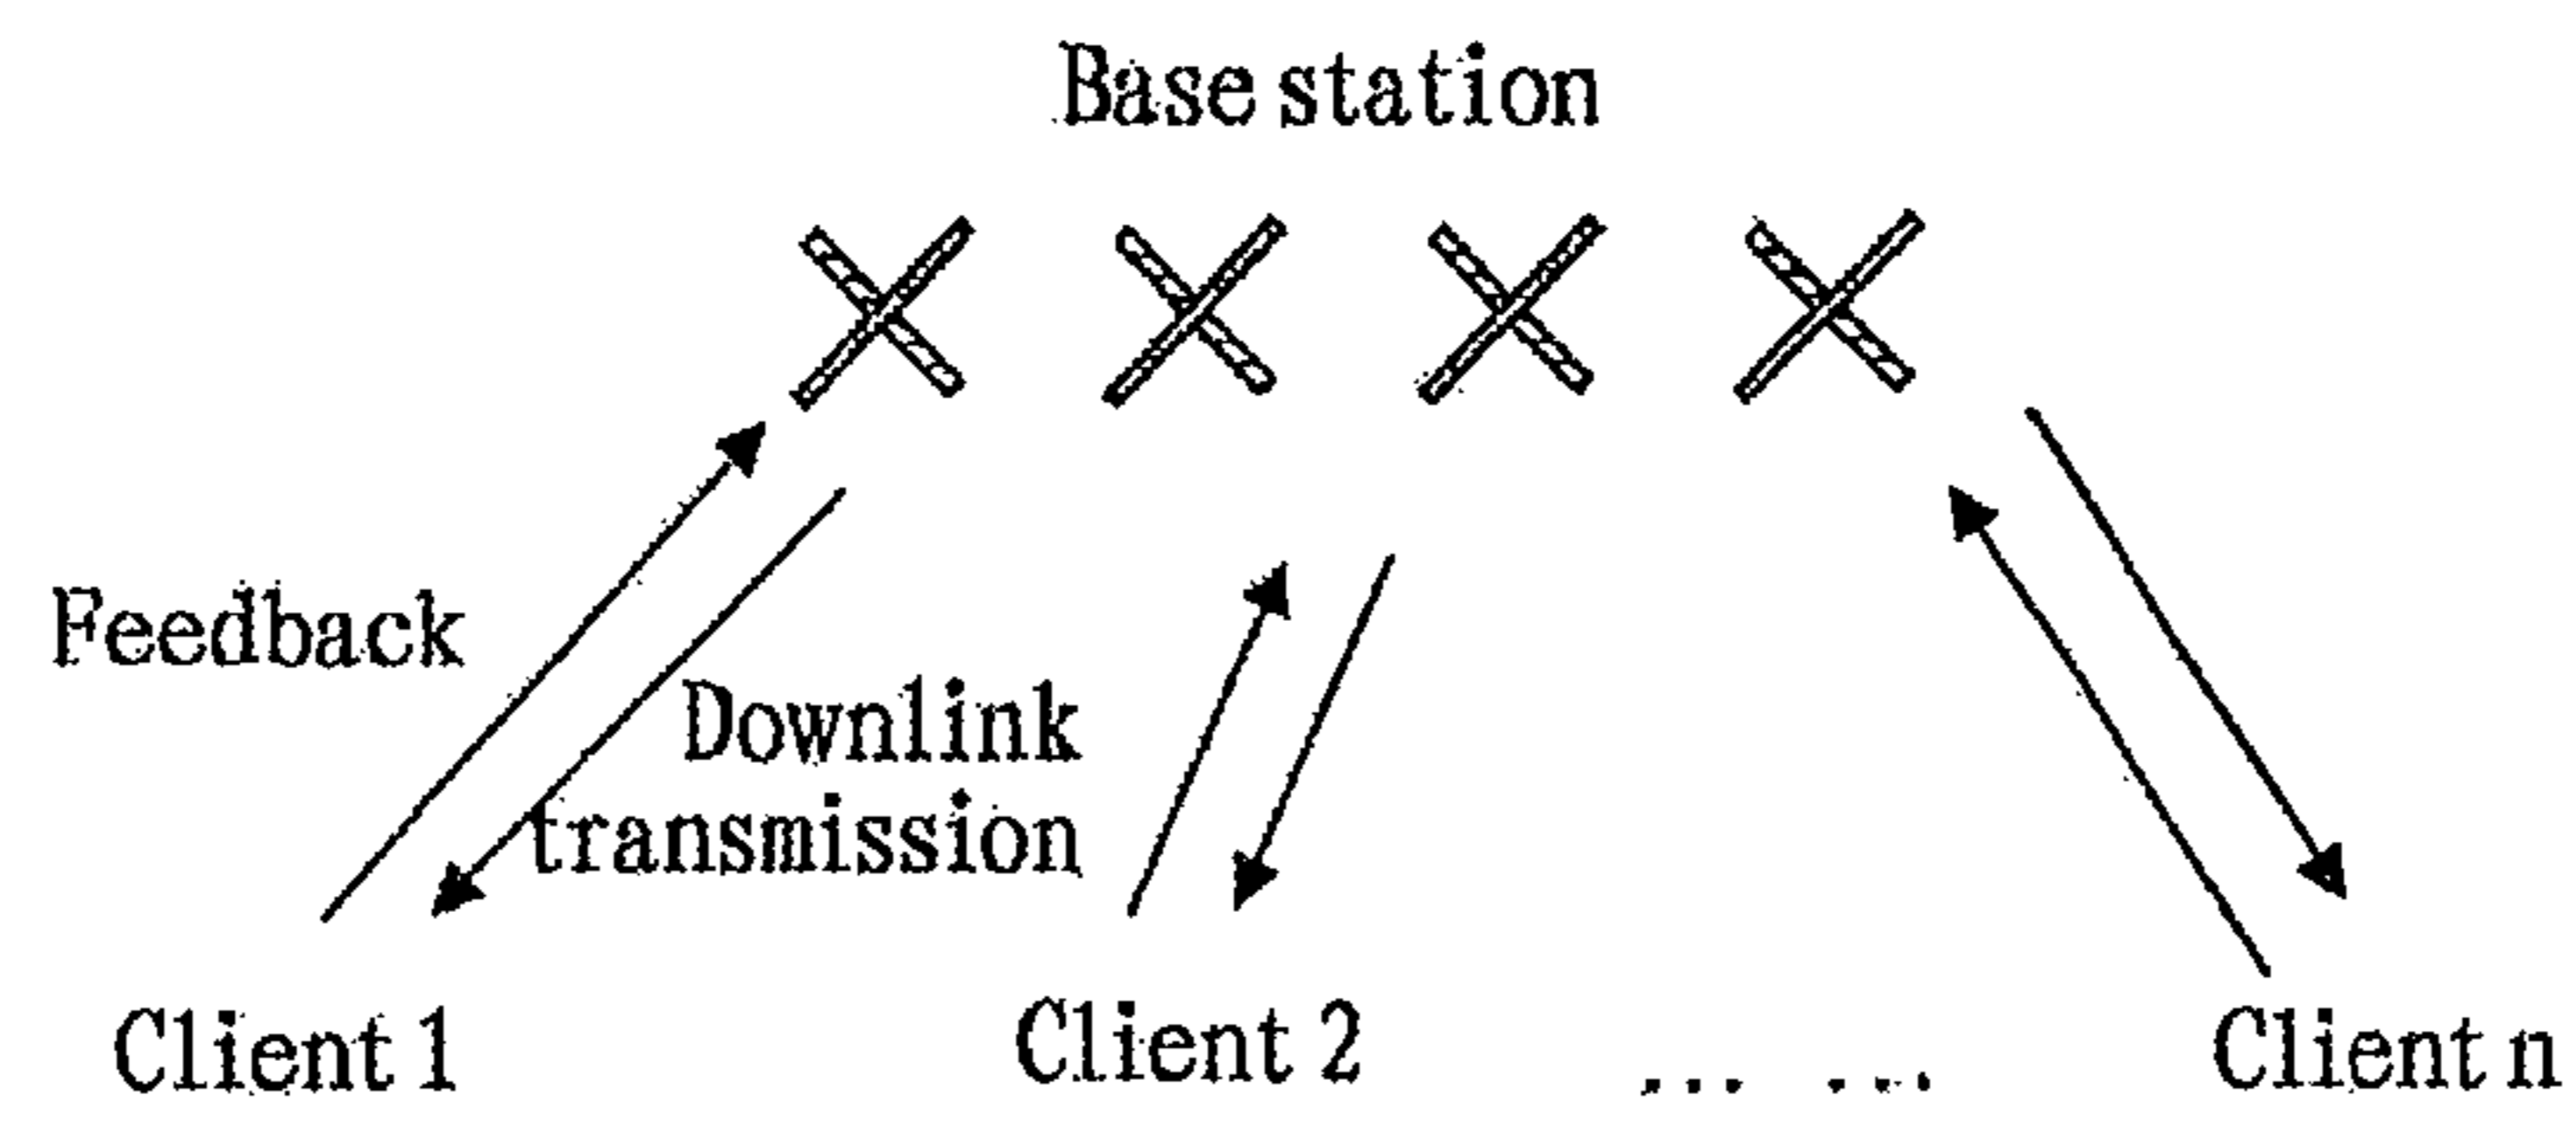 Base station
Feedback
Downlink
transmission
Client 1
Client 2
... ...
Client n